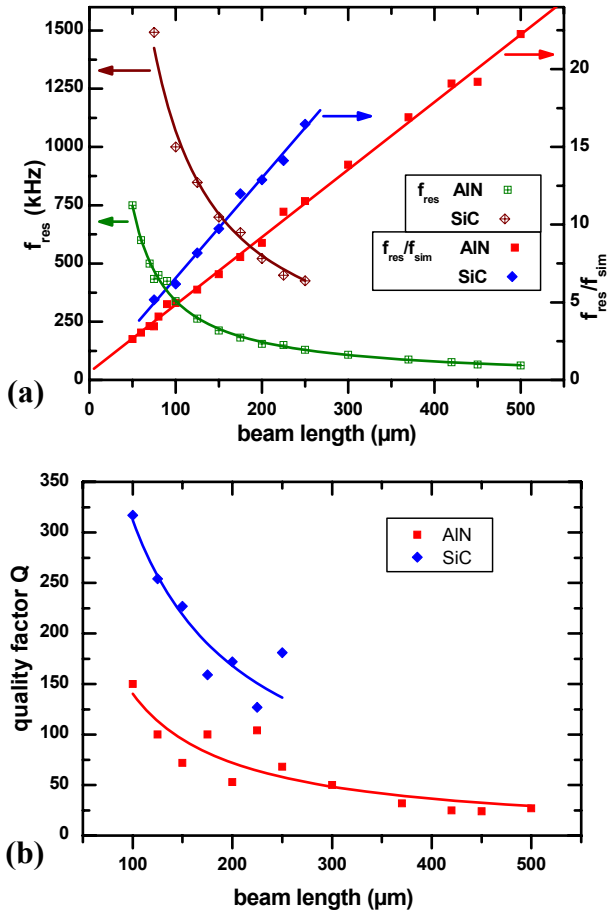 1500
1250
1000
750
500
250
0
f_res (kHz)
20
15
10
5
0
f_res/f_sim
f_res AlN
SiC
f_res/f_sim AlN
SiC
0 100 200 300 400 500
beam length (µm)
(a)
350
300
250
200
150
100
50
0
quality factor Q
AlN
SiC
100 200 300 400 500
beam length (µm)
(b)